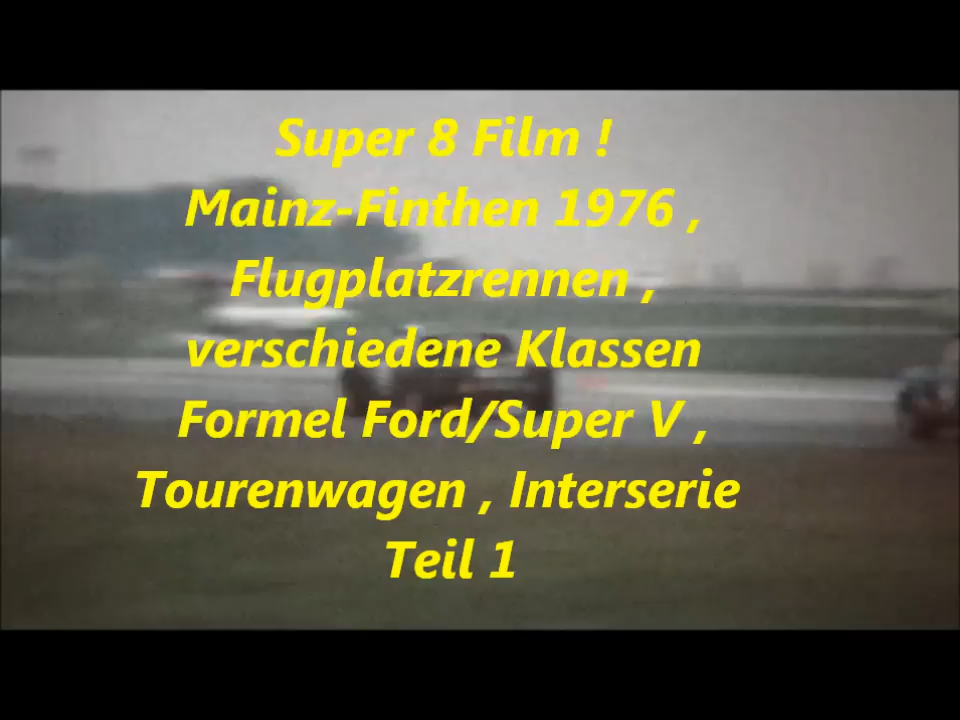 Super 8 Film !
Mainz-Finthen 1976 ,
Flugplatzrennen ,
verschiedene Klassen
Formel Ford/Super V ,
Tourenwagen , Interserie
Teil 1